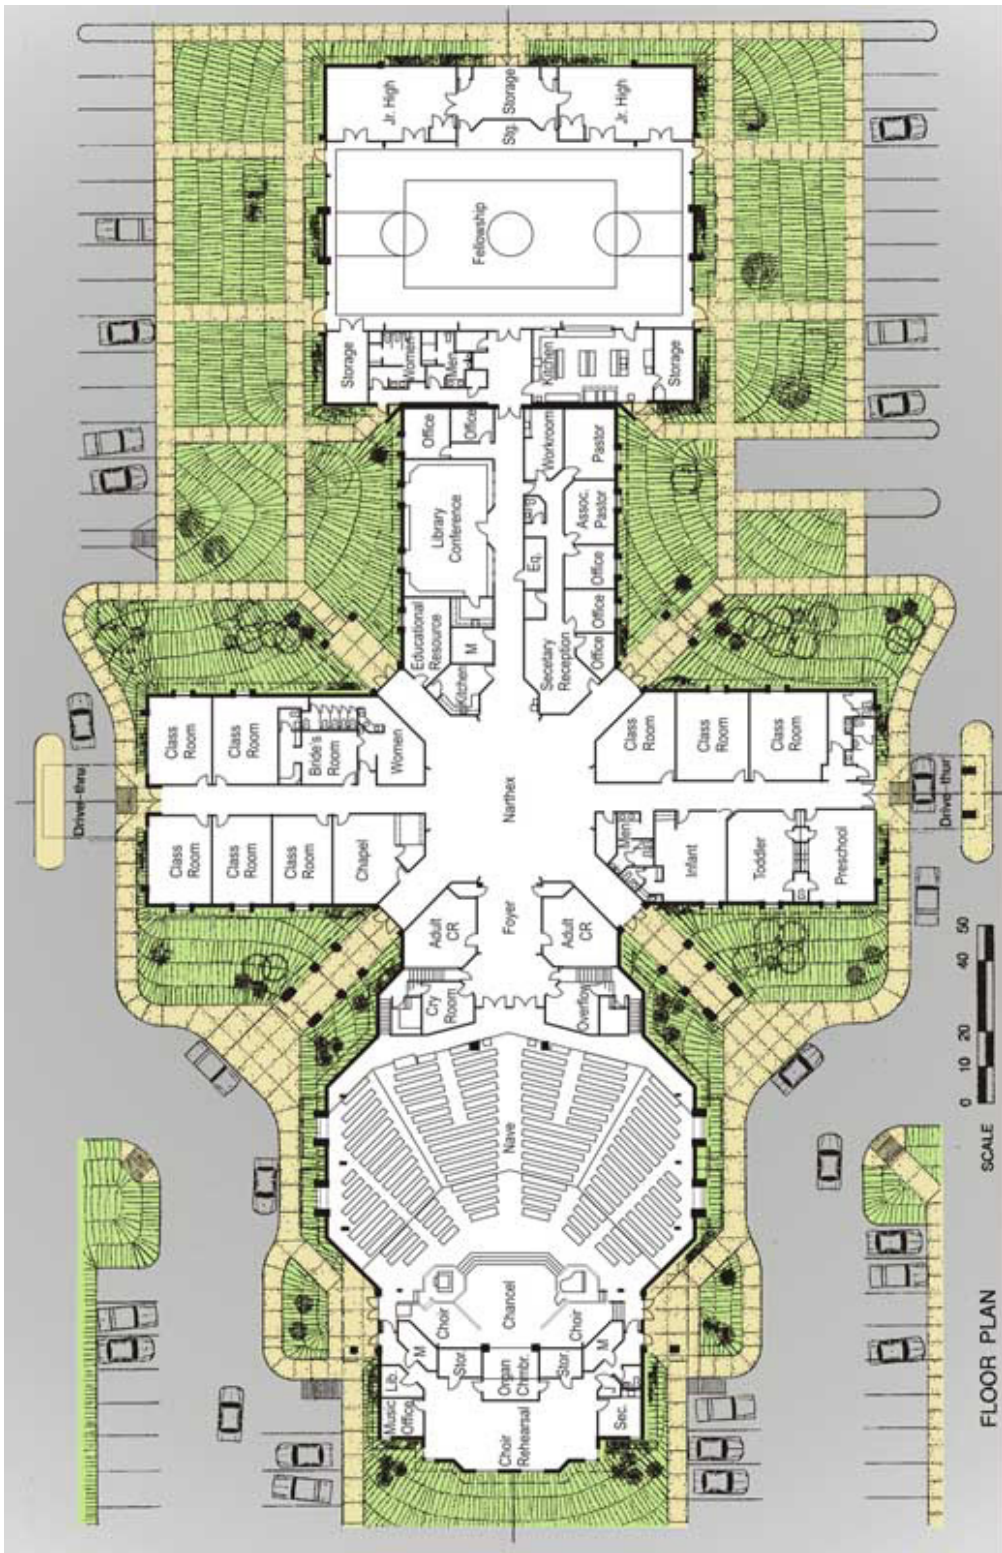 Jr. High
Storage
Jr. High
Stg.
Fellowship
Storage
Women
Men
Kitchen
Storage
Office
Office
Workroom
Pastor
Library
Conference
Assoc.
Pastor
Eq.
Office
Educational
Resource
M
Kitchen
Secetary
Reception
Office
Office
Class
Room
Class
Room
Bride's
Room
Women
Class
Room
Class
Room
Class
Room
Drive-thru
Narthex
Drive-thur
Class
Room
Class
Room
Class
Room
Chapel
Men
Infant
Toddler
Preschool
Adult
CR
Foyer
Adult
CR
Cry
Room
Overflow
Nave
Choir
Chancel
Choir
M
Stor.
Organ
Chmbr.
Stor.
M
Lib.
Music
Office
Choir
Rehearsal
Sec.
0 10 20 40 50
SCALE
FLOOR PLAN